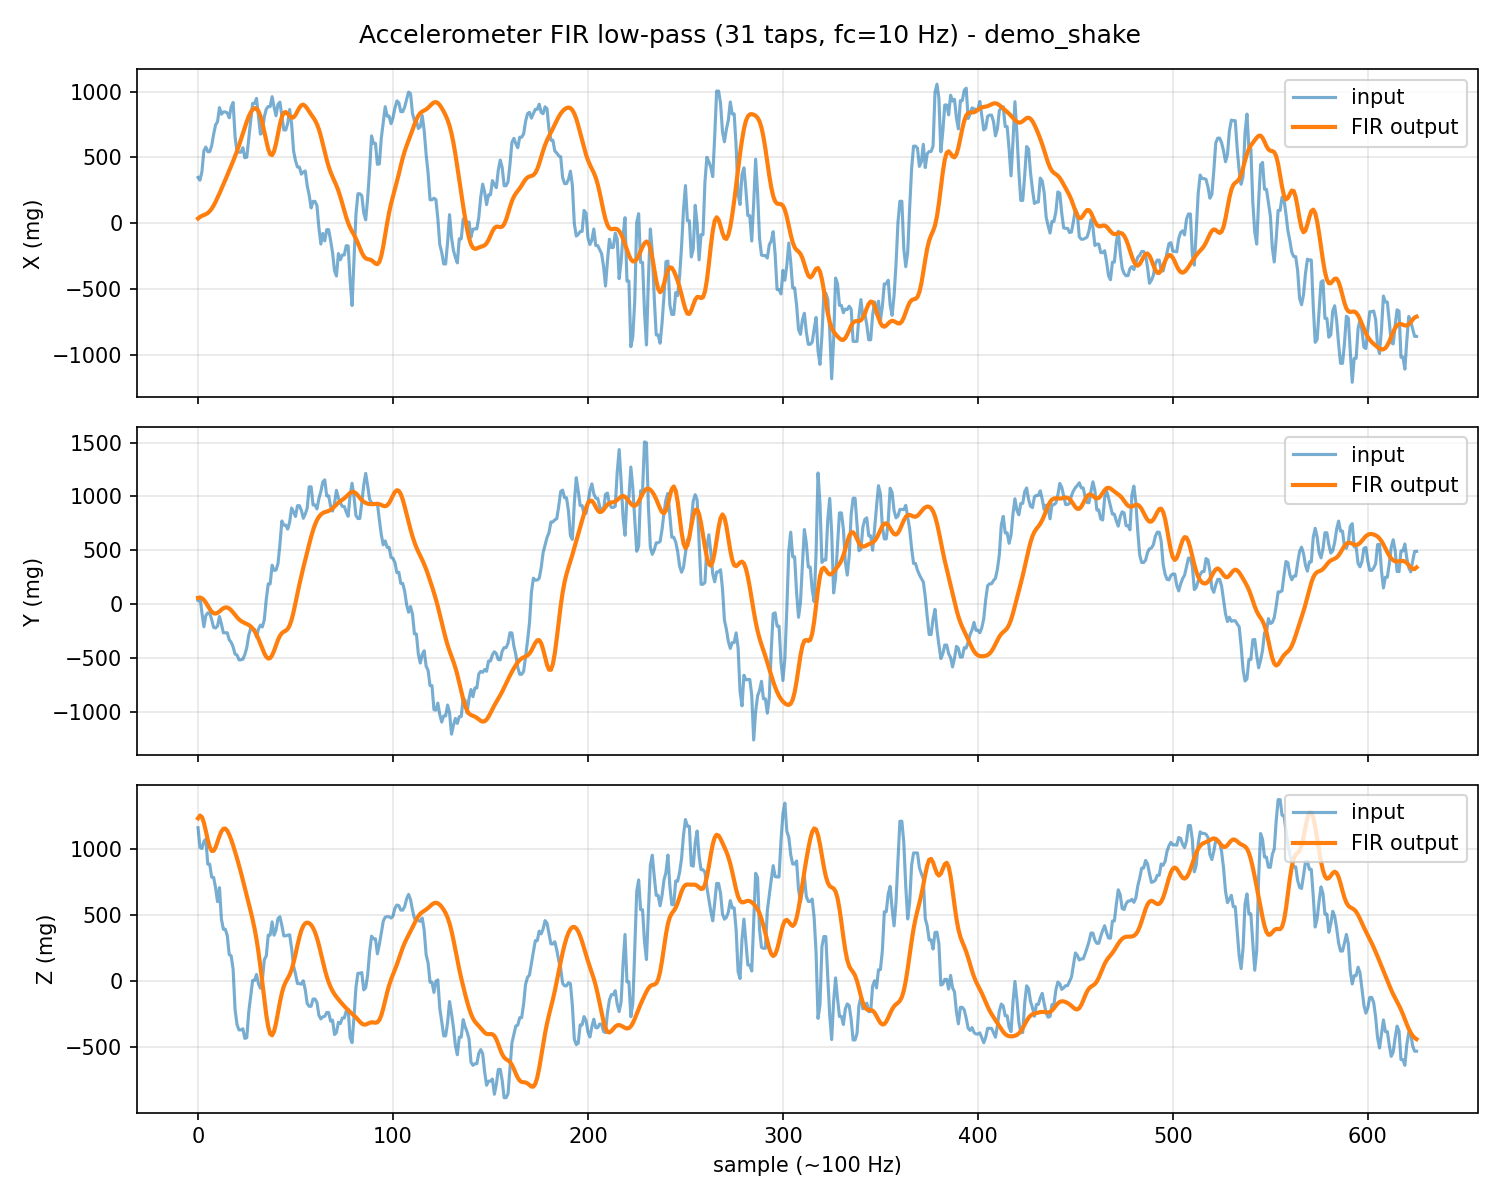 Accelerometer FIR low-pass (31 taps, fc=10 Hz) - demo_shake
1000
500
0
−500
−1000
X (mg)
input
FIR output
1500
1000
500
0
−500
−1000
Y (mg)
input
FIR output
1000
500
0
−500
Z (mg)
input
FIR output
0 100 200 300 400 500 600
sample (~100 Hz)